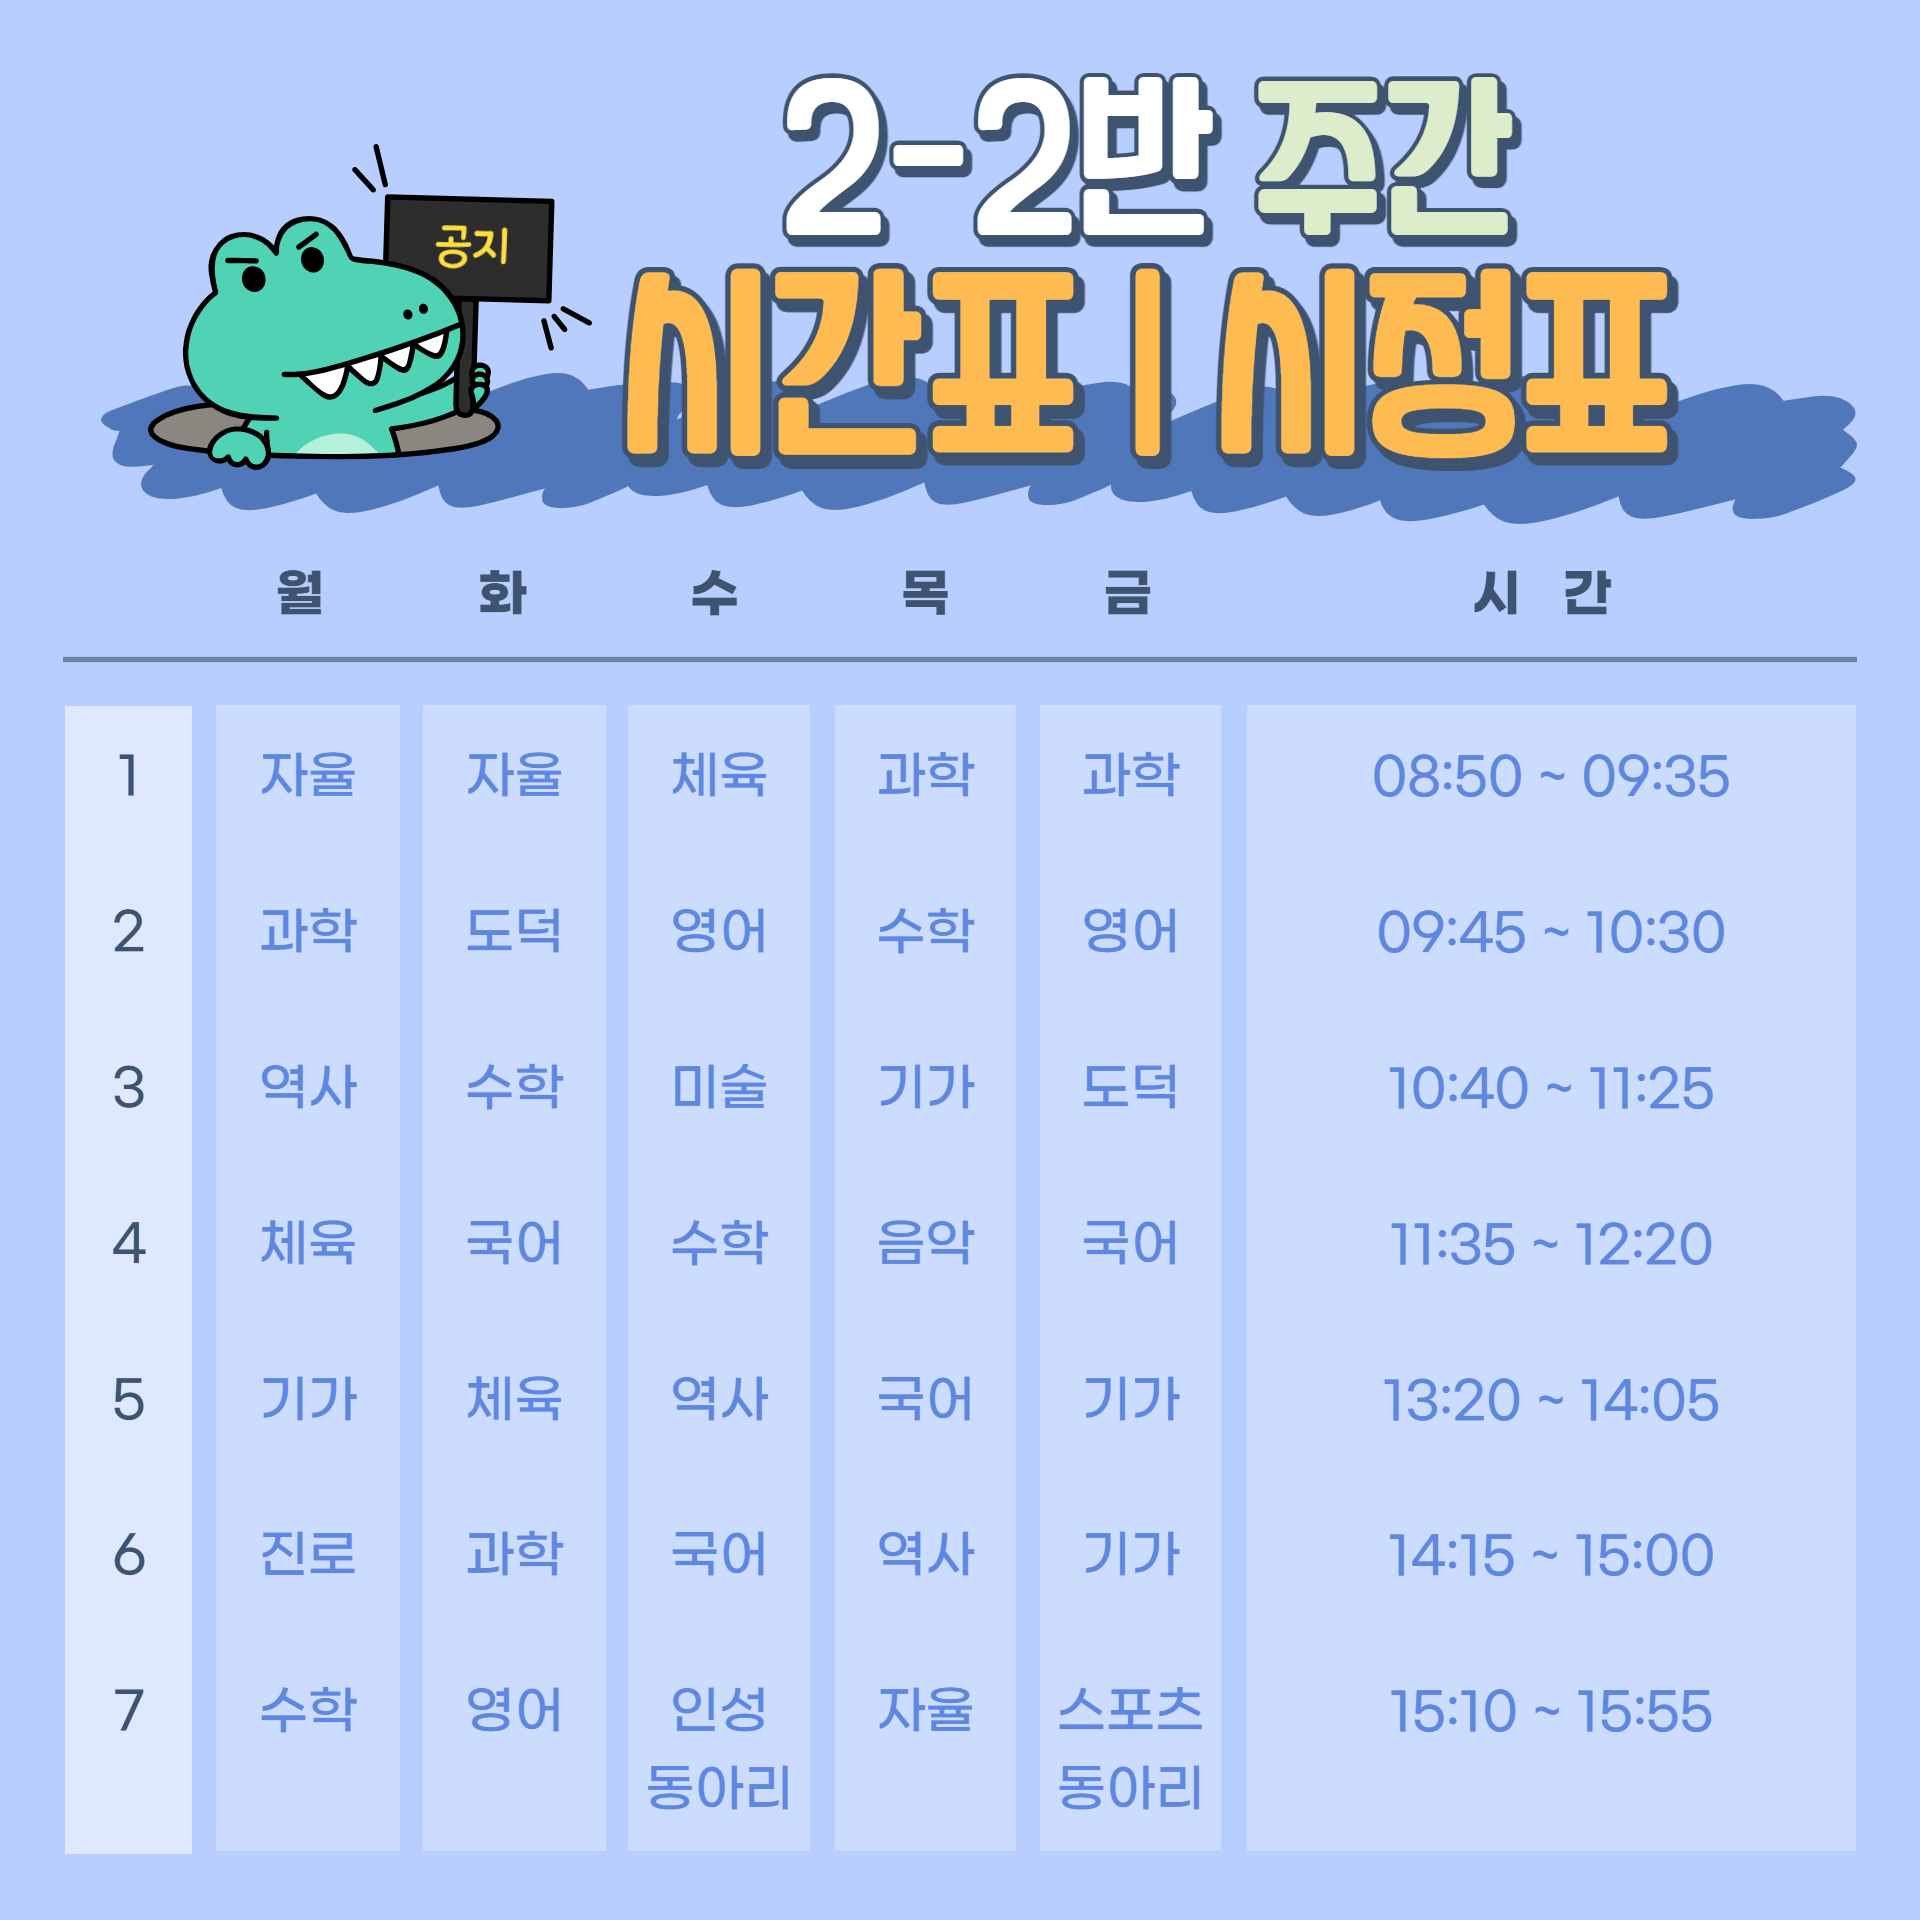 2-2반 주간
공지
시간표 | 시정표
월 화 수 목 금 시 간
1 자율 자율 체육 과학 과학 08:50 ~ 09:35
2 과학 도덕 영어 수학 영어 09:45 ~ 10:30
3 역사 수학 미술 기가 도덕 10:40 ~ 11:25
4 체육 국어 수학 음악 국어 11:35 ~ 12:20
5 기가 체육 역사 국어 기가 13:20 ~ 14:05
6 진로 과학 국어 역사 기가 14:15 ~ 15:00
7 수학 영어 인성 자율 스포츠 15:10 ~ 15:55
동아리 동아리